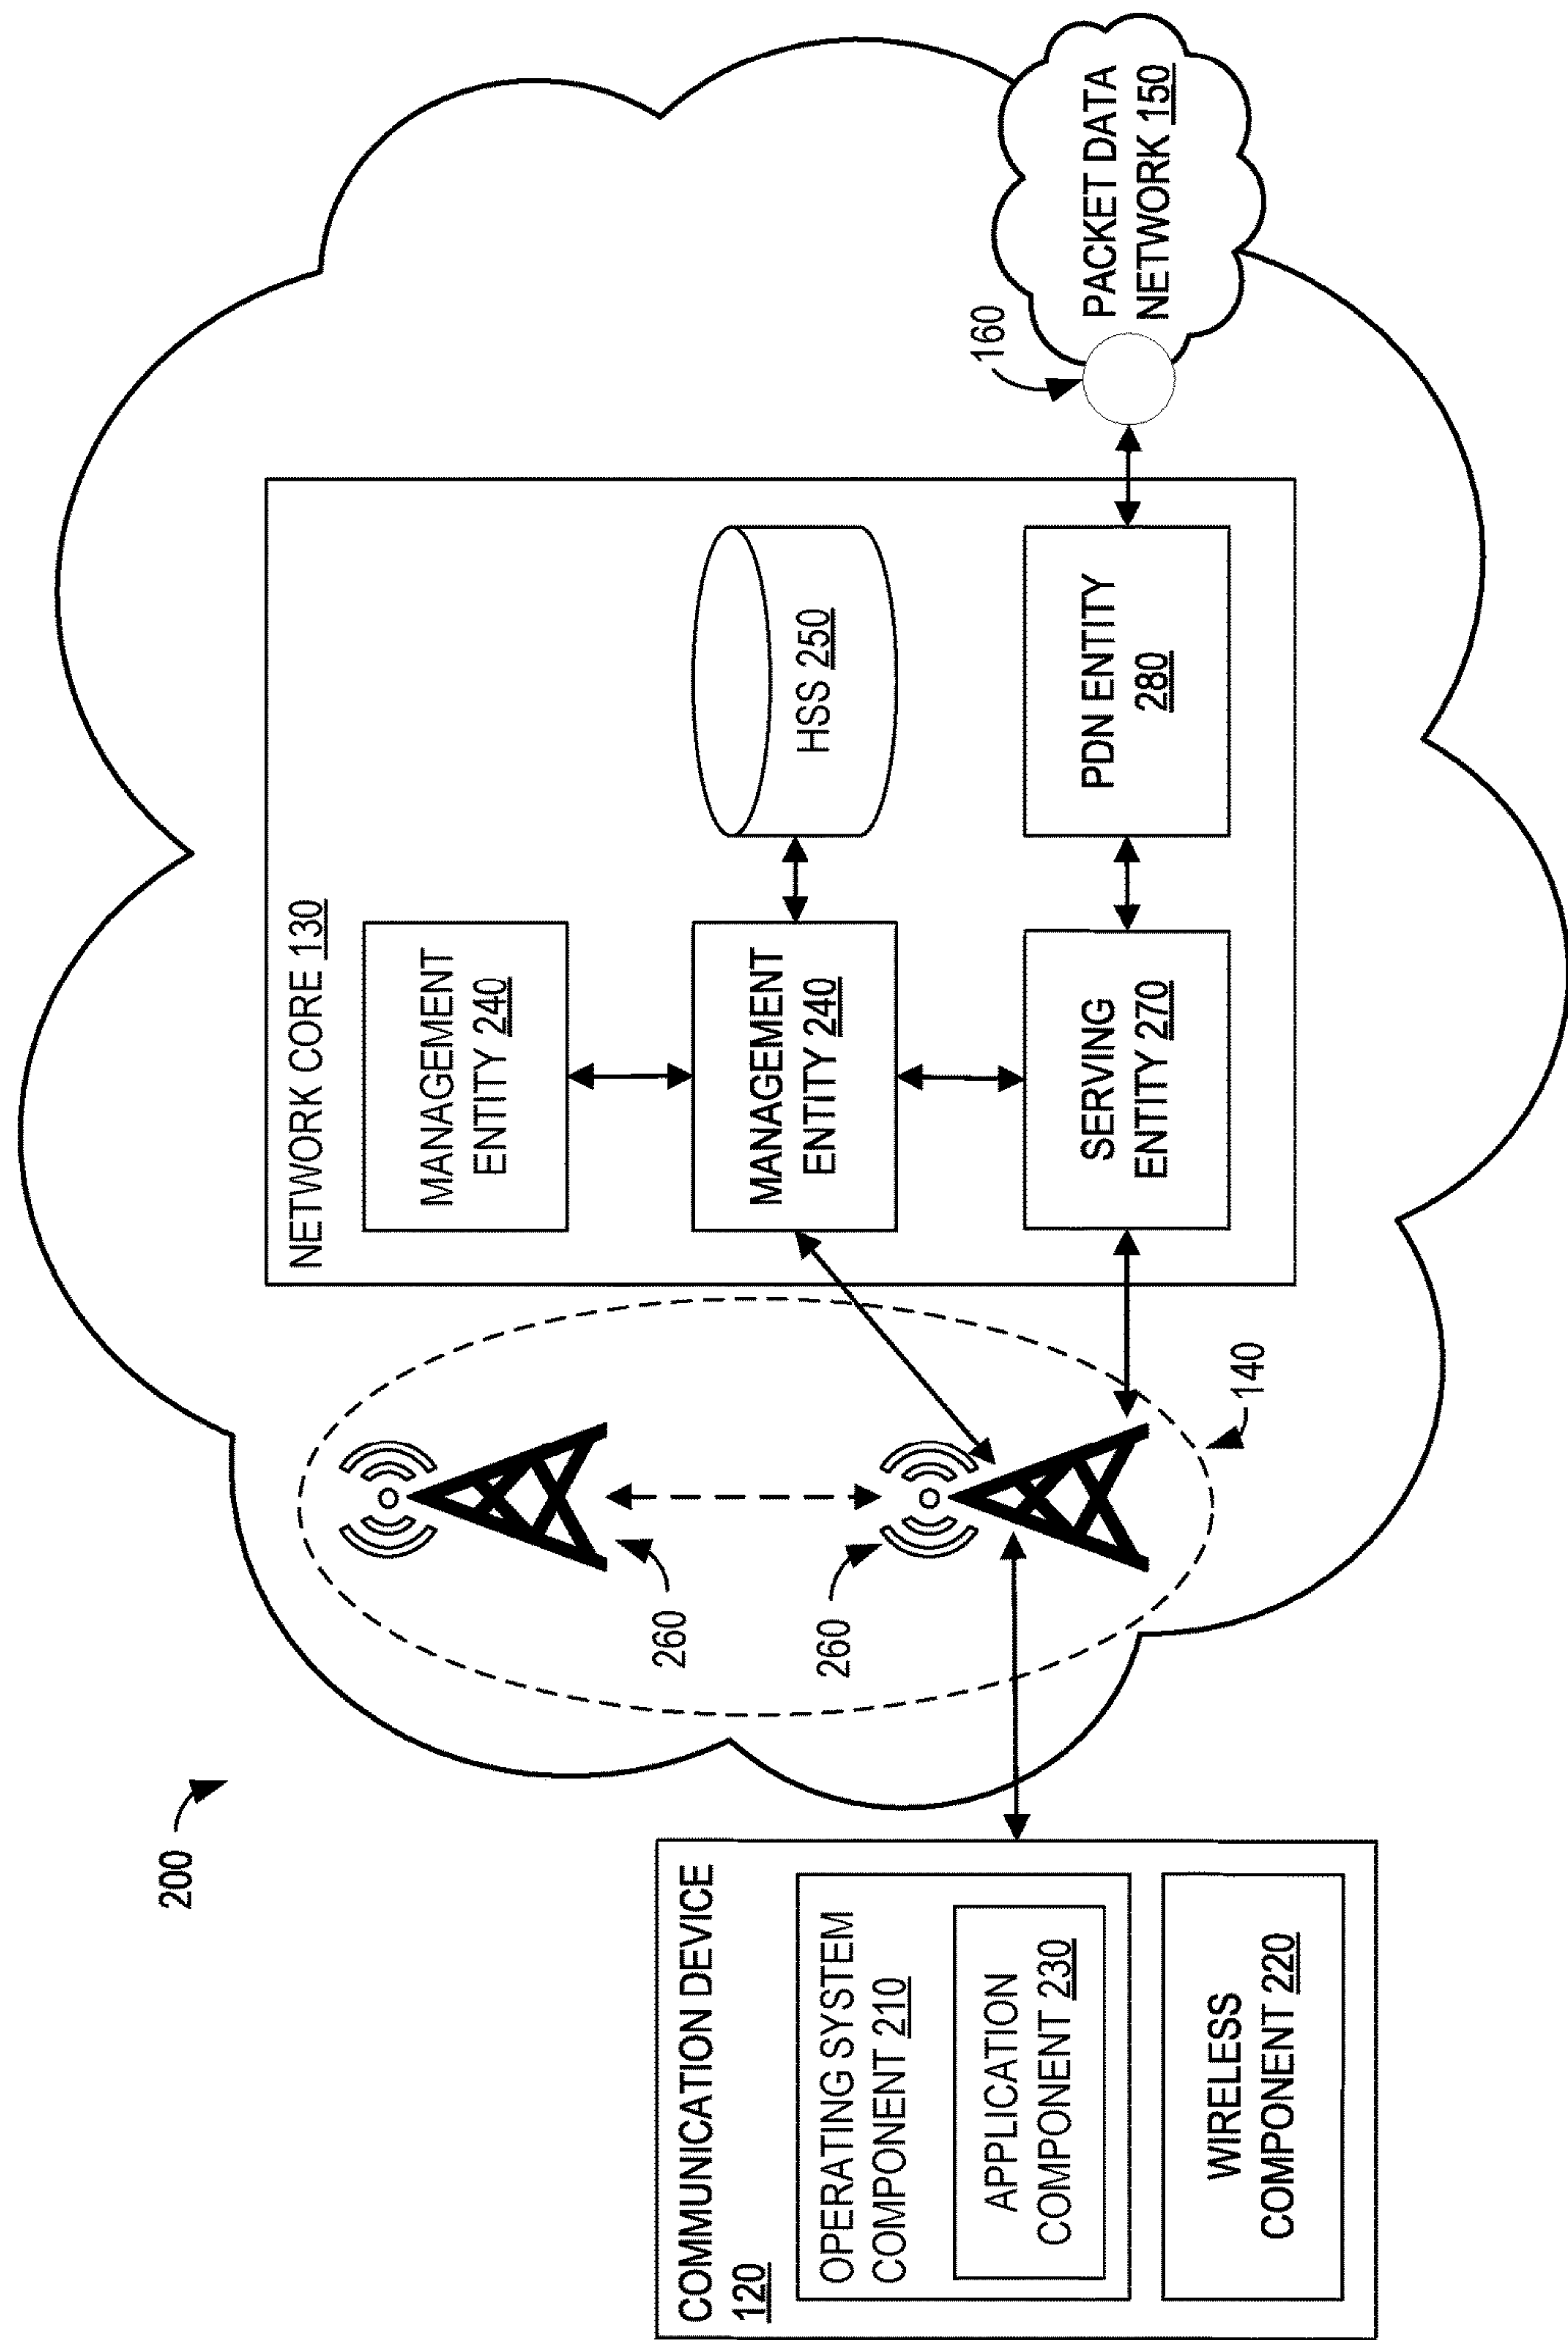 200
COMMUNICATION DEVICE
120
OPERATING SYSTEM
COMPONENT 210
APPLICATION
COMPONENT 230
WIRELESS
COMPONENT 220
260
260
140
NETWORK CORE 130
MANAGEMENT
ENTITY 240
MANAGEMENT
ENTITY 240
HSS 250
SERVING
ENTITY 270
PDN ENTITY
280
160
PACKET DATA
NETWORK 150